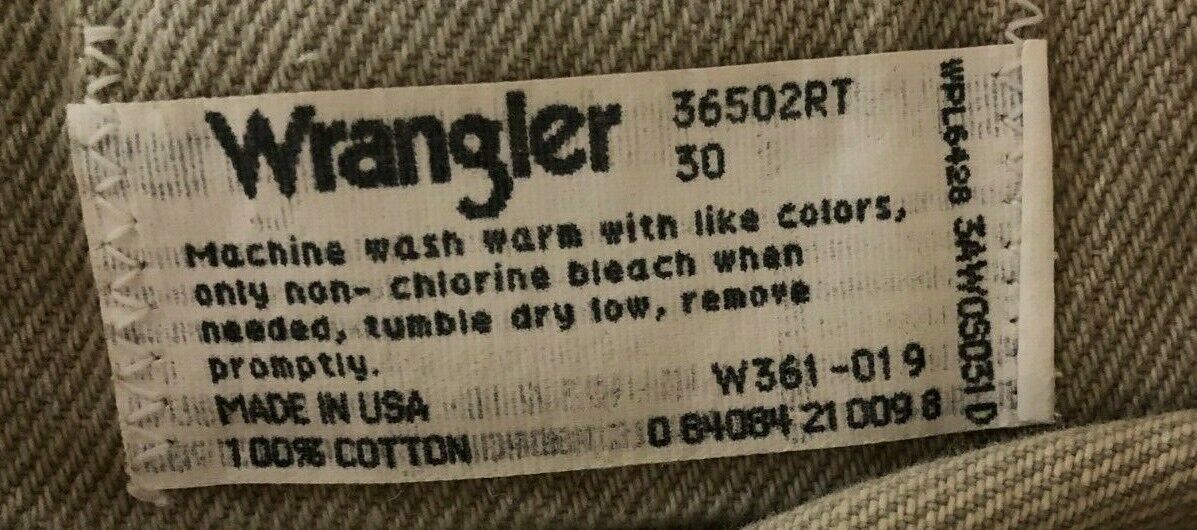 Wrangler 36502RT
30
Machine wash warm with like colors,
only non- chlorine bleach when
needed, tumble dry low, remove
promptly.
W361 -01 9
MADE IN USA
100% COTTON
0 84084 21 009 8
WPL6428 3AW0S03ID